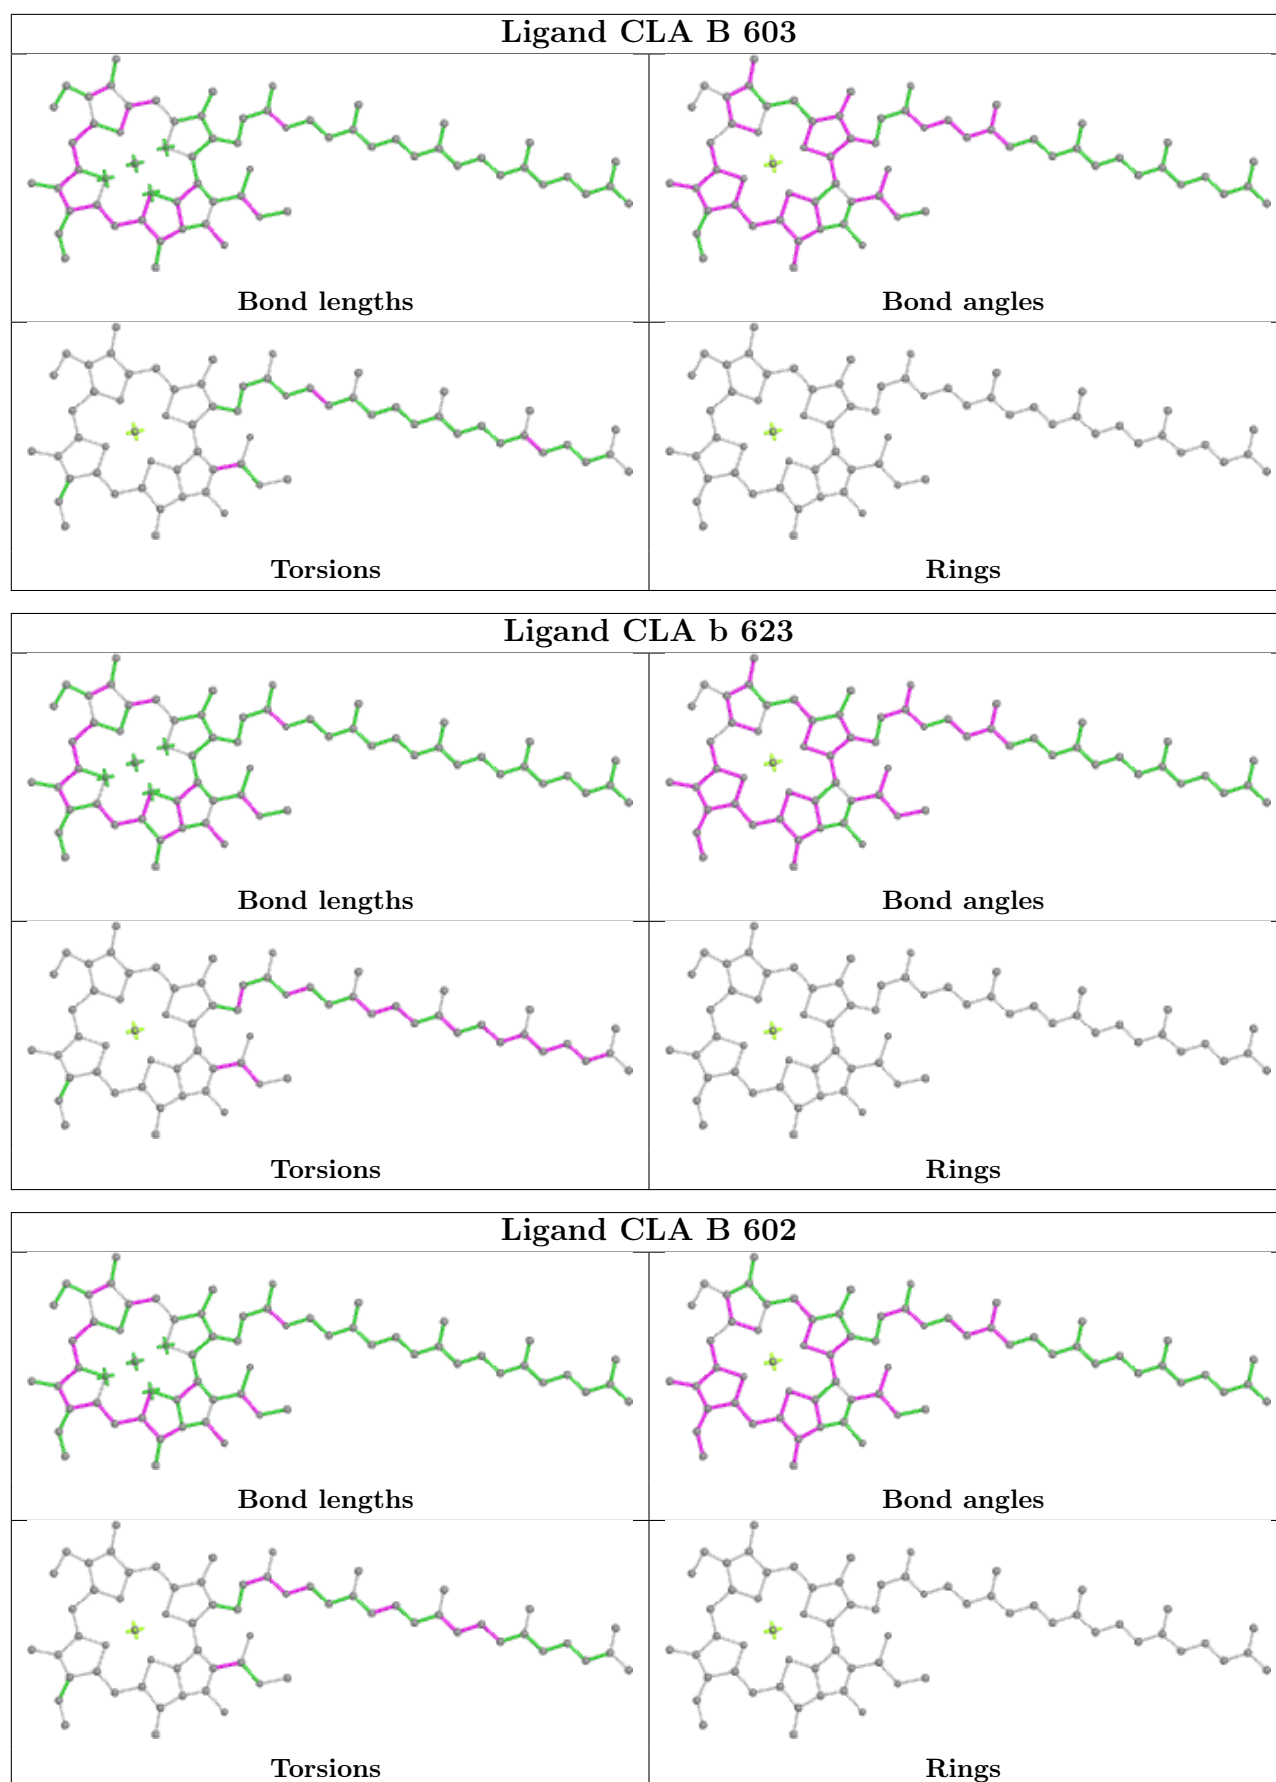 Ligand CLA B 603
Bond lengths
Bond angles
Torsions
Rings
Ligand CLA b 623
Bond lengths
Bond angles
Torsions
Rings
Ligand CLA B 602
Bond lengths
Bond angles
Torsions
Rings